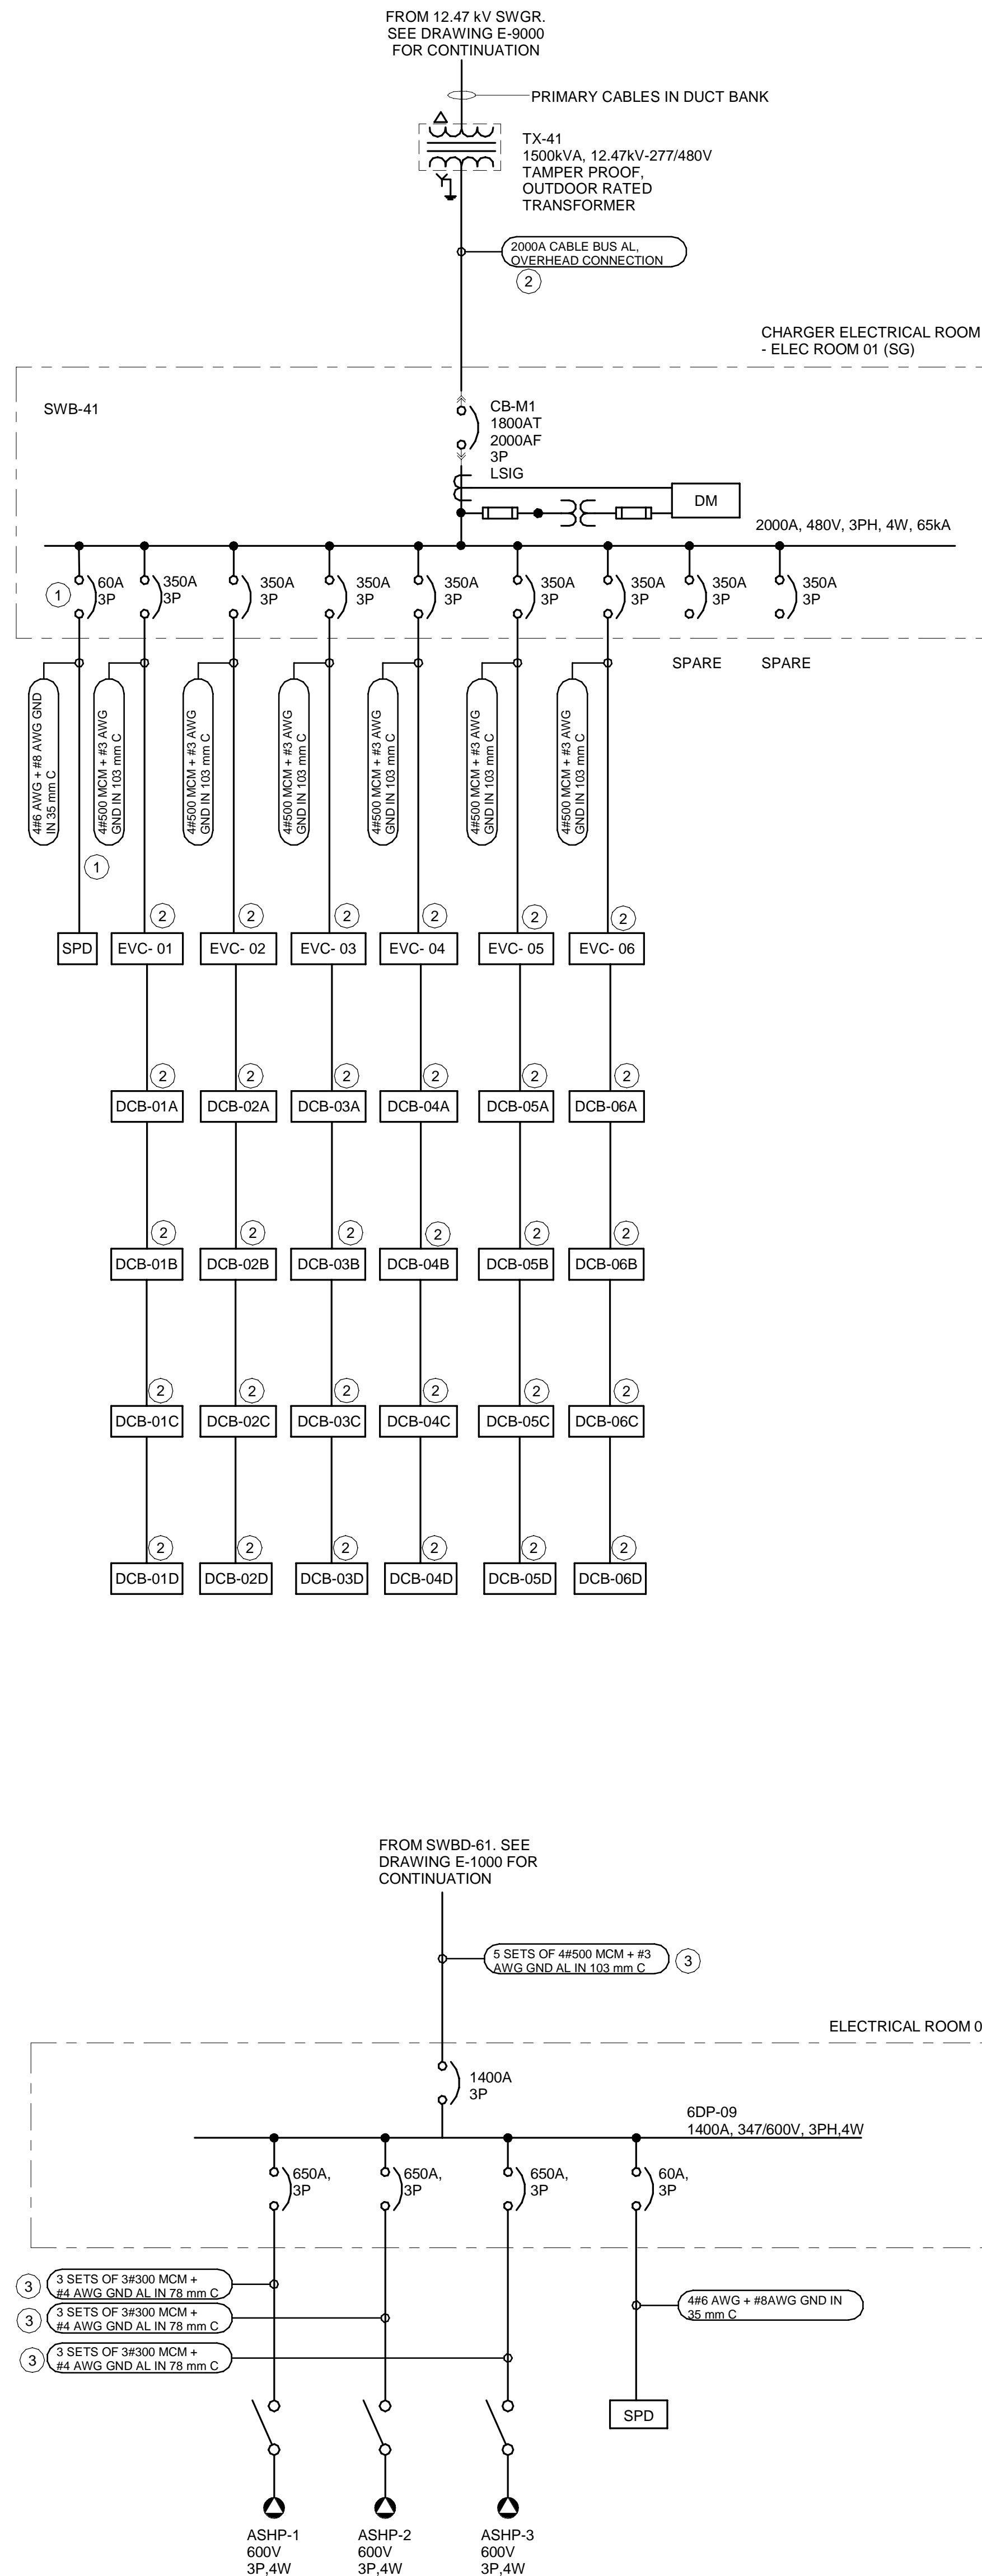 FROM 12.47 kV SWGR.
SEE DRAWING E-9000
FOR CONTINUATION
PRIMARY CABLES IN DUCT BANK
TX-41
1500kVA, 12.47kV-277/480V
TAMPER PROOF,
OUTDOOR RATED
TRANSFORMER
2000A CABLE BUS AL,
OVERHEAD CONNECTION
2
CHARGER ELECTRICAL ROOM
- ELEC ROOM 01 (SG)
SWB-41
CB-M1
1800AT
2000AF
3P
LSIG
DM
2000A, 480V, 3PH, 4W, 65kA
1
60A
3P
350A
3P
350A
3P
350A
3P
350A
3P
350A
3P
350A
3P
350A
3P
350A
3P
SPARE
SPARE
4#6 AWG + #8 AWG GND
IN 35 mm C
4#500 MCM + #3 AWG
GND IN 103 mm C
4#500 MCM + #3 AWG
GND IN 103 mm C
4#500 MCM + #3 AWG
GND IN 103 mm C
4#500 MCM + #3 AWG
GND IN 103 mm C
4#500 MCM + #3 AWG
GND IN 103 mm C
4#500 MCM + #3 AWG
GND IN 103 mm C
1
2 2 2 2 2 2
SPD EVC- 01 EVC- 02 EVC- 03 EVC- 04 EVC- 05 EVC- 06
2 2 2 2 2 2
DCB-01A DCB-02A DCB-03A DCB-04A DCB-05A DCB-06A
2 2 2 2 2 2
DCB-01B DCB-02B DCB-03B DCB-04B DCB-05B DCB-06B
2 2 2 2 2 2
DCB-01C DCB-02C DCB-03C DCB-04C DCB-05C DCB-06C
2 2 2 2 2 2
DCB-01D DCB-02D DCB-03D DCB-04D DCB-05D DCB-06D
FROM SWBD-61. SEE
DRAWING E-1000 FOR
CONTINUATION
5 SETS OF 4#500 MCM + #3
AWG GND AL IN 103 mm C
3
ELECTRICAL ROOM 0
1400A
3P
6DP-09
1400A, 347/600V, 3PH,4W
650A,
3P
650A,
3P
650A,
3P
60A,
3P
3
3 SETS OF 3#300 MCM +
#4 AWG GND AL IN 78 mm C
3
3 SETS OF 3#300 MCM +
#4 AWG GND AL IN 78 mm C
3
3 SETS OF 3#300 MCM +
#4 AWG GND AL IN 78 mm C
4#6 AWG + #8AWG GND IN
35 mm C
SPD
ASHP-1
600V
3P,4W
ASHP-2
600V
3P,4W
ASHP-3
600V
3P,4W